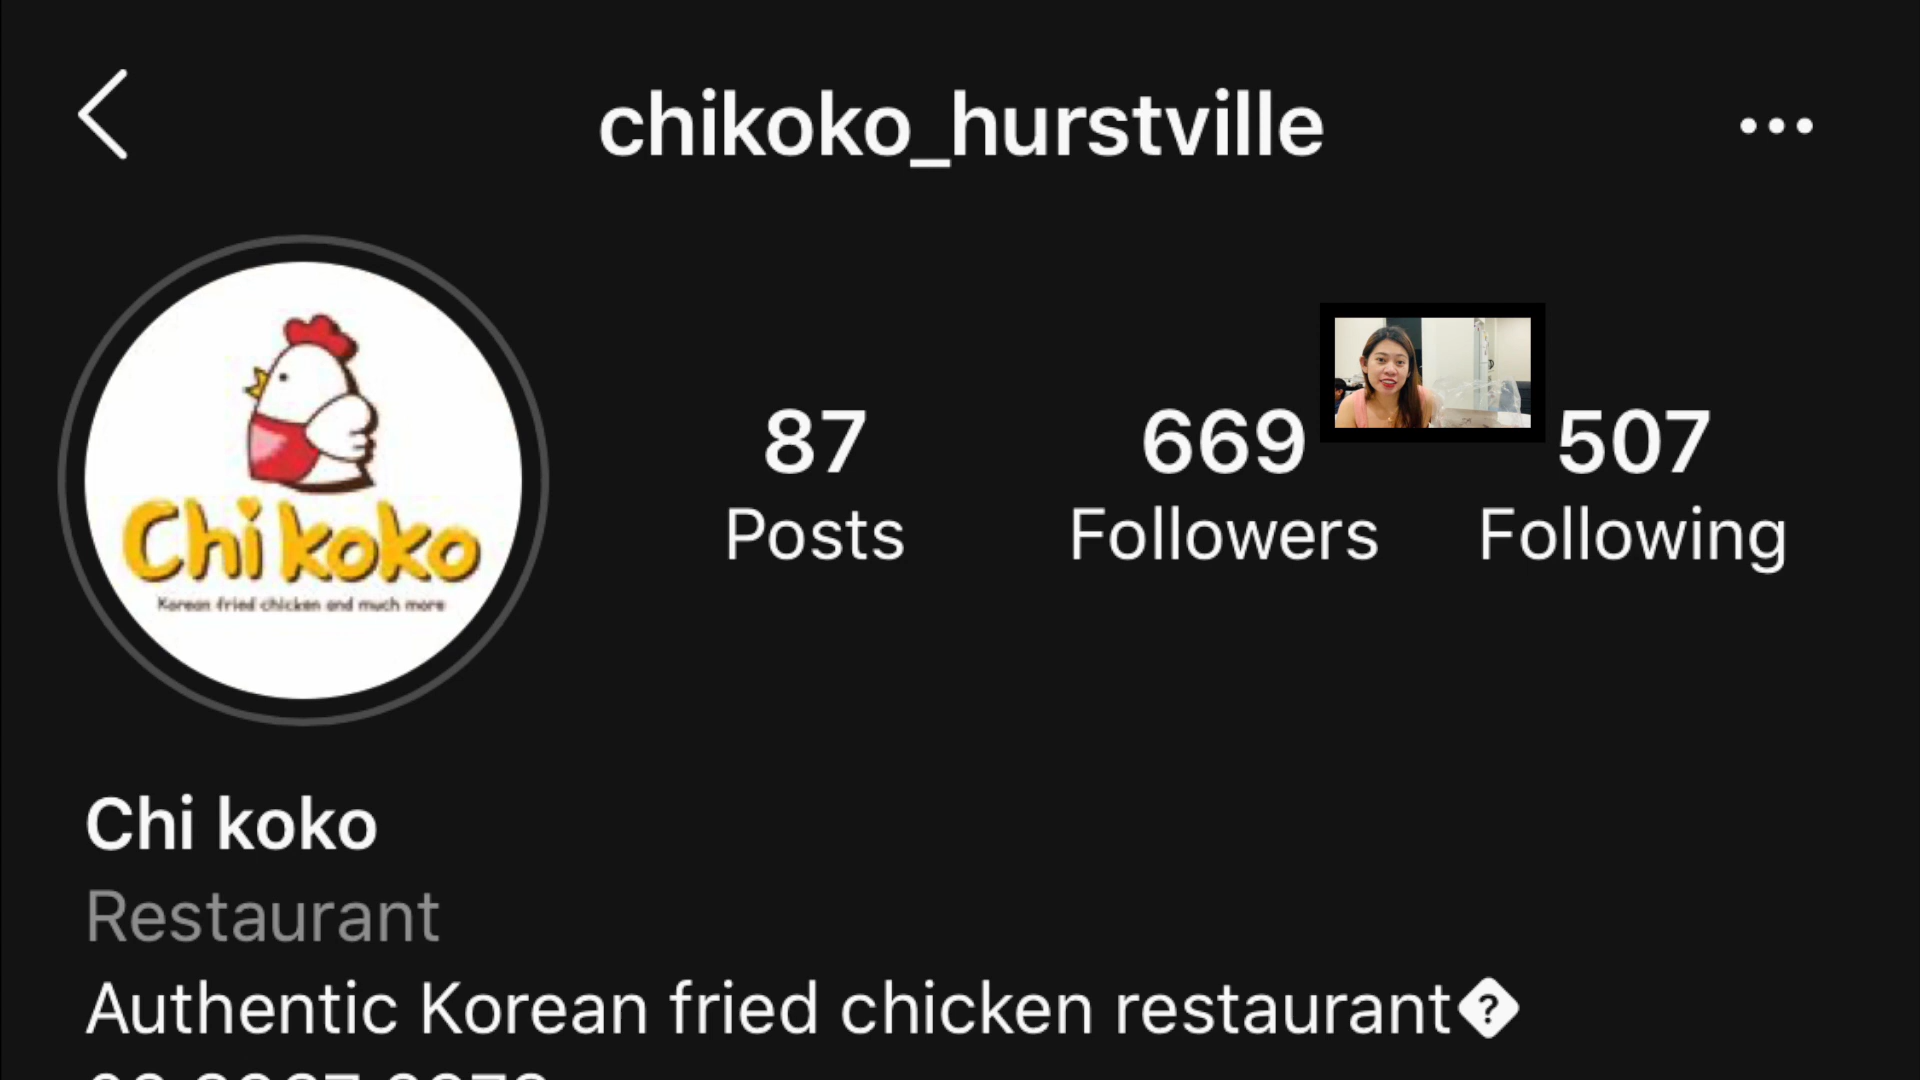 chikoko_hurstville
Chi koko
Korean fried chicken and much more
87
Posts
669
Followers
507
Following
Chi koko
Restaurant
Authentic Korean fried chicken restaurant�